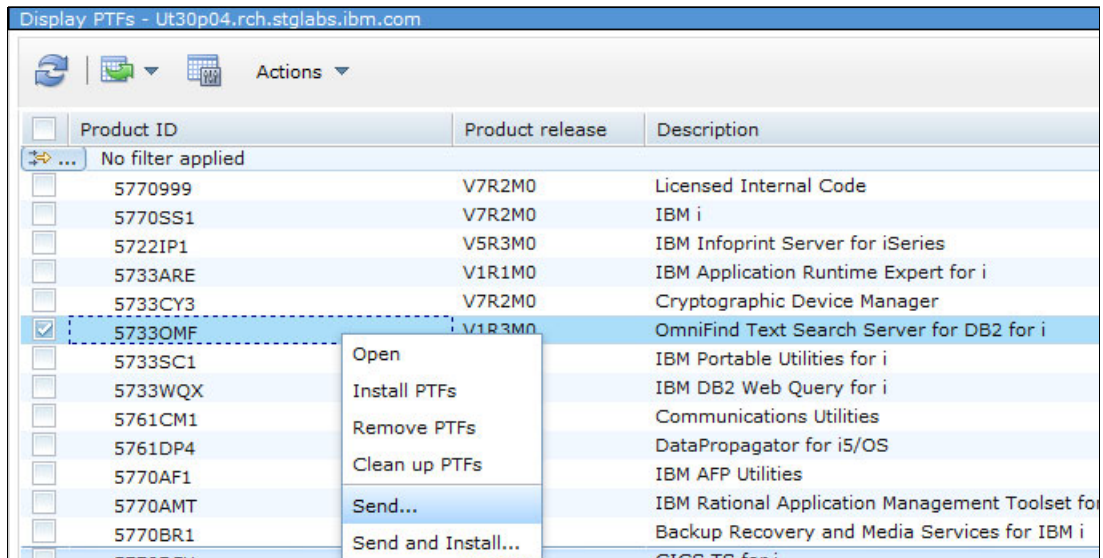 Display PTFs - Ut30p04.rch.stglabs.ibm.com
Actions
Product ID Product release Description
... No filter applied
5770999 V7R2M0 Licensed Internal Code
5770SS1 V7R2M0 IBM i
5722IP1 V5R3M0 IBM Infoprint Server for iSeries
5733ARE V1R1M0 IBM Application Runtime Expert for i
5733CY3 V7R2M0 Cryptographic Device Manager
5733OMF V1R3M0 OmniFind Text Search Server for DB2 for i
5733SC1 IBM Portable Utilities for i
5733WQX IBM DB2 Web Query for i
5761CM1 Communications Utilities
5761DP4 DataPropagator for i5/OS
5770AF1 IBM AFP Utilities
5770AMT IBM Rational Application Management Toolset for
5770BR1 Backup Recovery and Media Services for IBM i
Open
Install PTFs
Remove PTFs
Clean up PTFs
Send...
Send and Install...